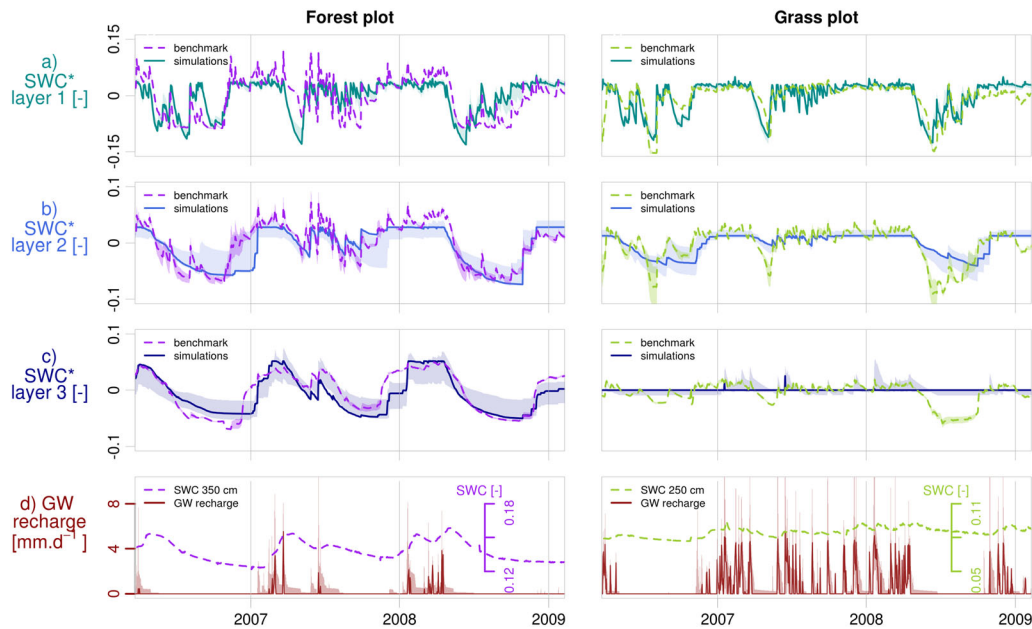 Forest plot
Grass plot
a)
SWC*
layer 1 [-]
0.15
0
-0.15
benchmark
simulations
benchmark
simulations
b)
SWC*
layer 2 [-]
0.1
0
-0.1
benchmark
simulations
benchmark
simulations
c)
SWC*
layer 3 [-]
0.1
0
-0.1
benchmark
simulations
benchmark
simulations
d) GW
recharge
[mm.d⁻¹ ]
8
4
0
SWC 350 cm
GW recharge
SWC [-]
0.18
0.12
SWC 250 cm
GW recharge
SWC [-]
0.11
0.05
2007
2008
2009
2007
2008
2009